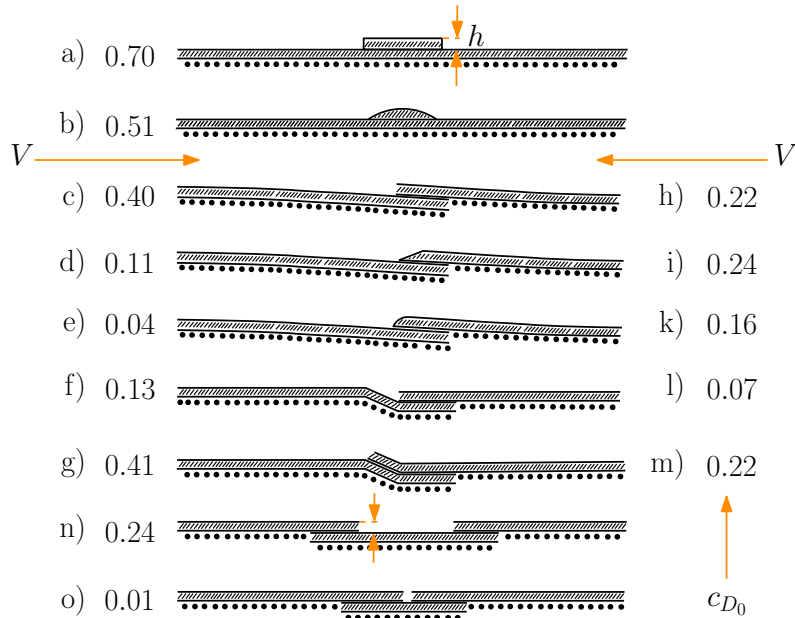 h
a) 0.70
b) 0.51
V V
c) 0.40 h) 0.22
d) 0.11 i) 0.24
e) 0.04 k) 0.16
f) 0.13 l) 0.07
g) 0.41 m) 0.22
n) 0.24
o) 0.01 c_{D_0}